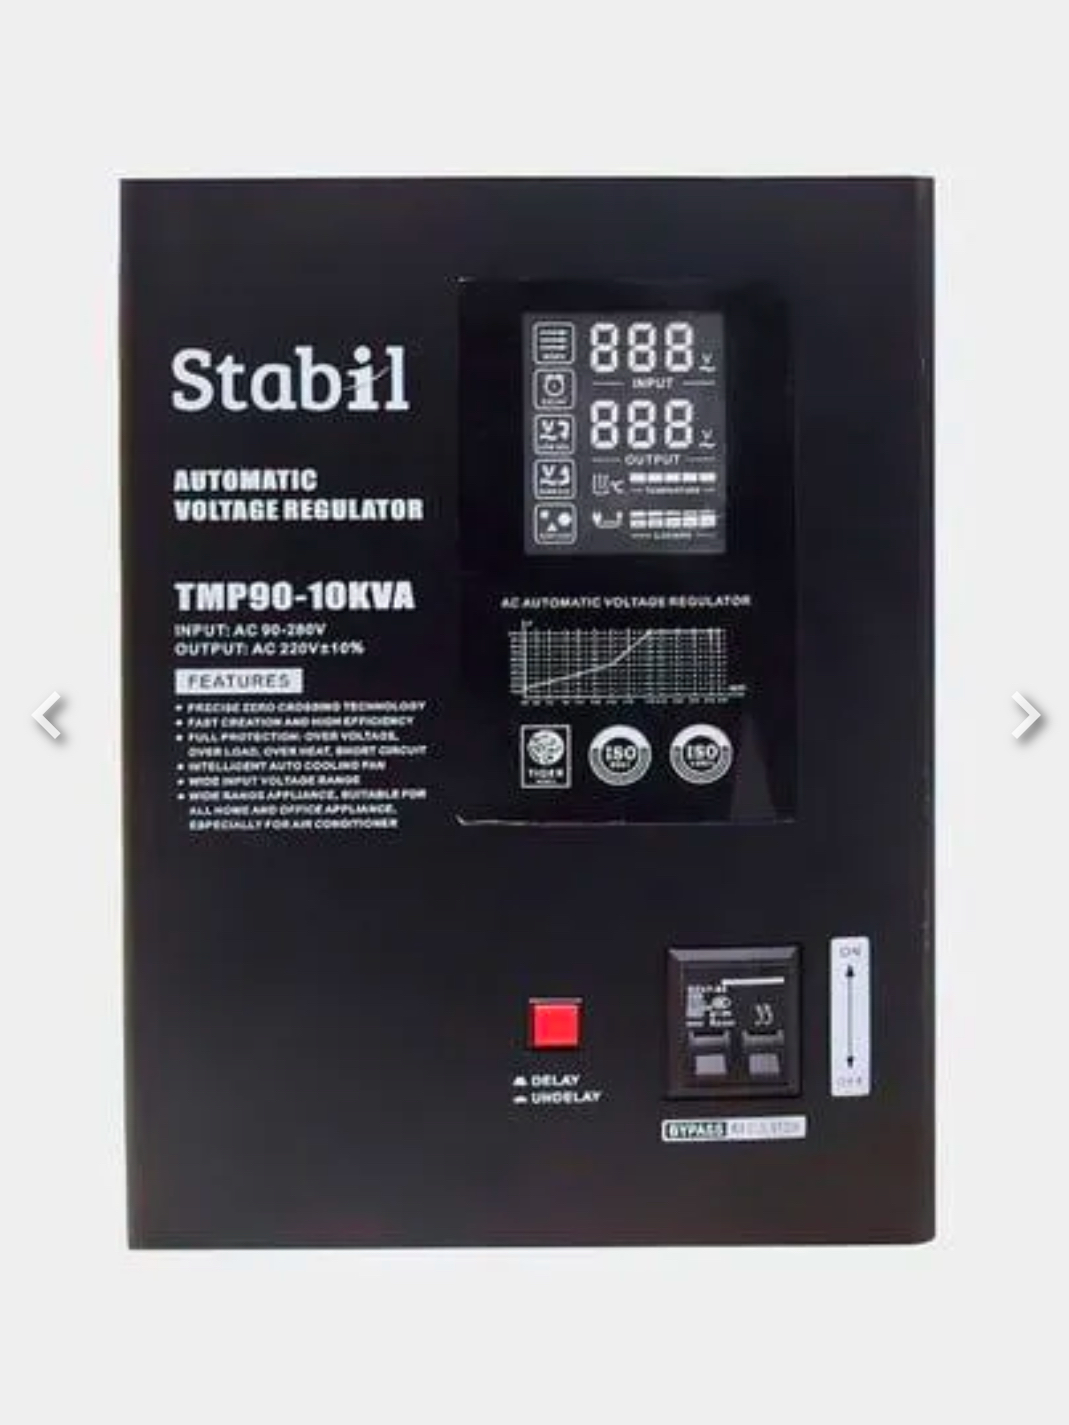 Stabil
AUTOMATIC
VOLTAGE REGULATOR
TMP90-10KVA
INPUT: AC 90-280V
OUTPUT: AC 220V±10%
FEATURES
PRECISE ZERO CROSSING TECHNOLOGY
FAST CREATION AND HIGH EFFICIENCY
FULL PROTECTION: OVER VOLTAGE,
OVER LOAD, OVER HEAT, SHORT CIRCUIT
INTELLIGENT AUTO COOLING FAN
WIDE INPUT VOLTAGE RANGE
WIDE RANGE APPLIANCE, SUITABLE FOR
ALL HOME AND OFFICE APPLIANCE,
ESPECIALLY FOR AIR CONDITIONER
888 V
INPUT
888 V
OUTPUT
°C
TEMPERATURE
AC AUTOMATIC VOLTAGE REGULATOR
TIGER
ISO
ISO
DELAY
UNDELAY
ON
OFF
BYPASS